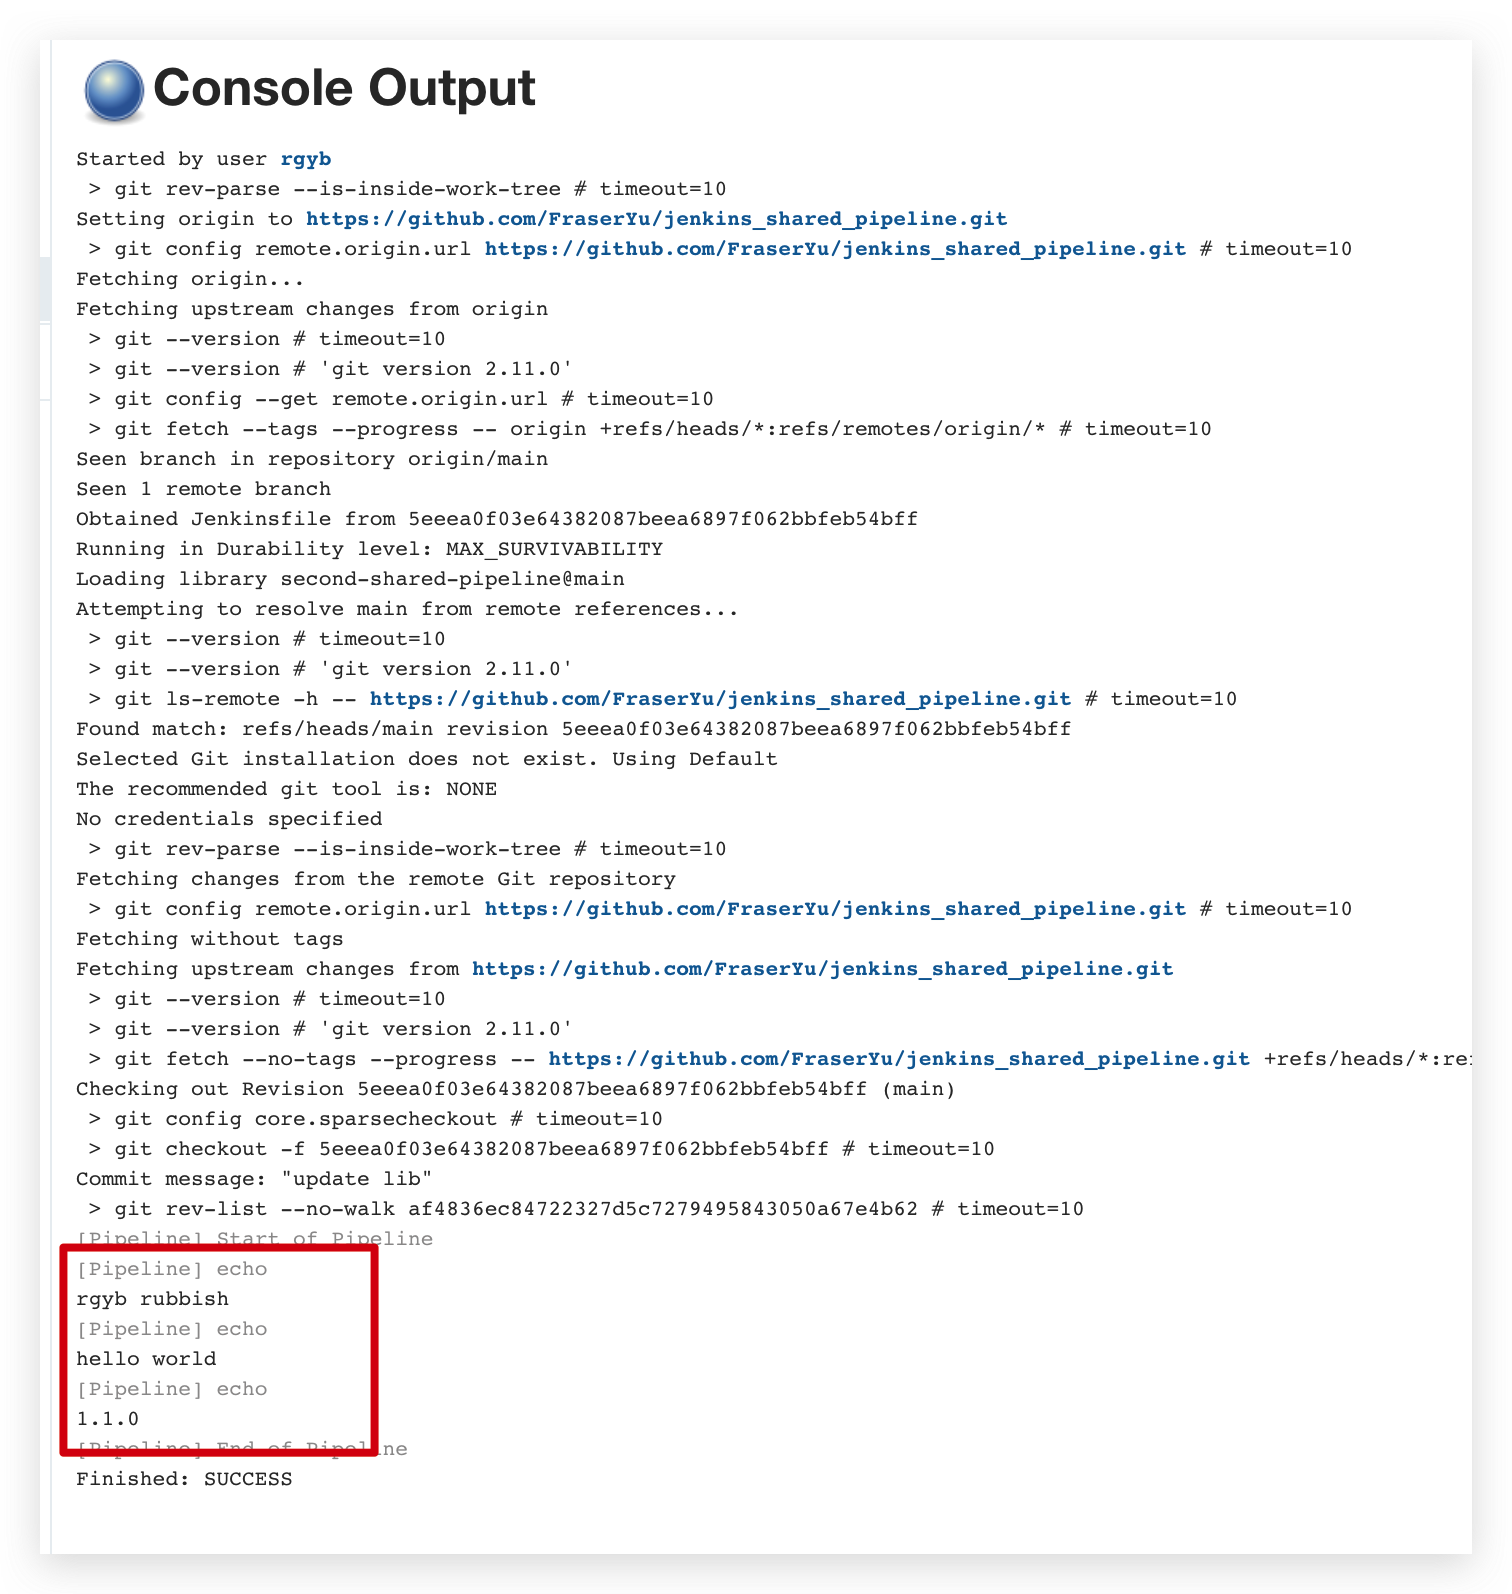 Console Output
Started by user rgyb
 > git rev-parse --is-inside-work-tree # timeout=10
Setting origin to https://github.com/FraserYu/jenkins_shared_pipeline.git
 > git config remote.origin.url https://github.com/FraserYu/jenkins_shared_pipeline.git # timeout=10
Fetching origin...
Fetching upstream changes from origin
 > git --version # timeout=10
 > git --version # 'git version 2.11.0'
 > git config --get remote.origin.url # timeout=10
 > git fetch --tags --progress -- origin +refs/heads/*:refs/remotes/origin/* # timeout=10
Seen branch in repository origin/main
Seen 1 remote branch
Obtained Jenkinsfile from 5eeea0f03e64382087beea6897f062bbfeb54bff
Running in Durability level: MAX_SURVIVABILITY
Loading library second-shared-pipeline@main
Attempting to resolve main from remote references...
 > git --version # timeout=10
 > git --version # 'git version 2.11.0'
 > git ls-remote -h -- https://github.com/FraserYu/jenkins_shared_pipeline.git # timeout=10
Found match: refs/heads/main revision 5eeea0f03e64382087beea6897f062bbfeb54bff
Selected Git installation does not exist. Using Default
The recommended git tool is: NONE
No credentials specified
 > git rev-parse --is-inside-work-tree # timeout=10
Fetching changes from the remote Git repository
 > git config remote.origin.url https://github.com/FraserYu/jenkins_shared_pipeline.git # timeout=10
Fetching without tags
Fetching upstream changes from https://github.com/FraserYu/jenkins_shared_pipeline.git
 > git --version # timeout=10
 > git --version # 'git version 2.11.0'
 > git fetch --no-tags --progress -- https://github.com/FraserYu/jenkins_shared_pipeline.git +refs/heads/*:re
Checking out Revision 5eeea0f03e64382087beea6897f062bbfeb54bff (main)
 > git config core.sparsecheckout # timeout=10
 > git checkout -f 5eeea0f03e64382087beea6897f062bbfeb54bff # timeout=10
Commit message: "update lib"
 > git rev-list --no-walk af4836ec84722327d5c7279495843050a67e4b62 # timeout=10
[Pipeline] Start of Pipeline
[Pipeline] echo
rgyb rubbish
[Pipeline] echo
hello world
[Pipeline] echo
1.1.0
[Pipeline] End of Pipeline
Finished: SUCCESS